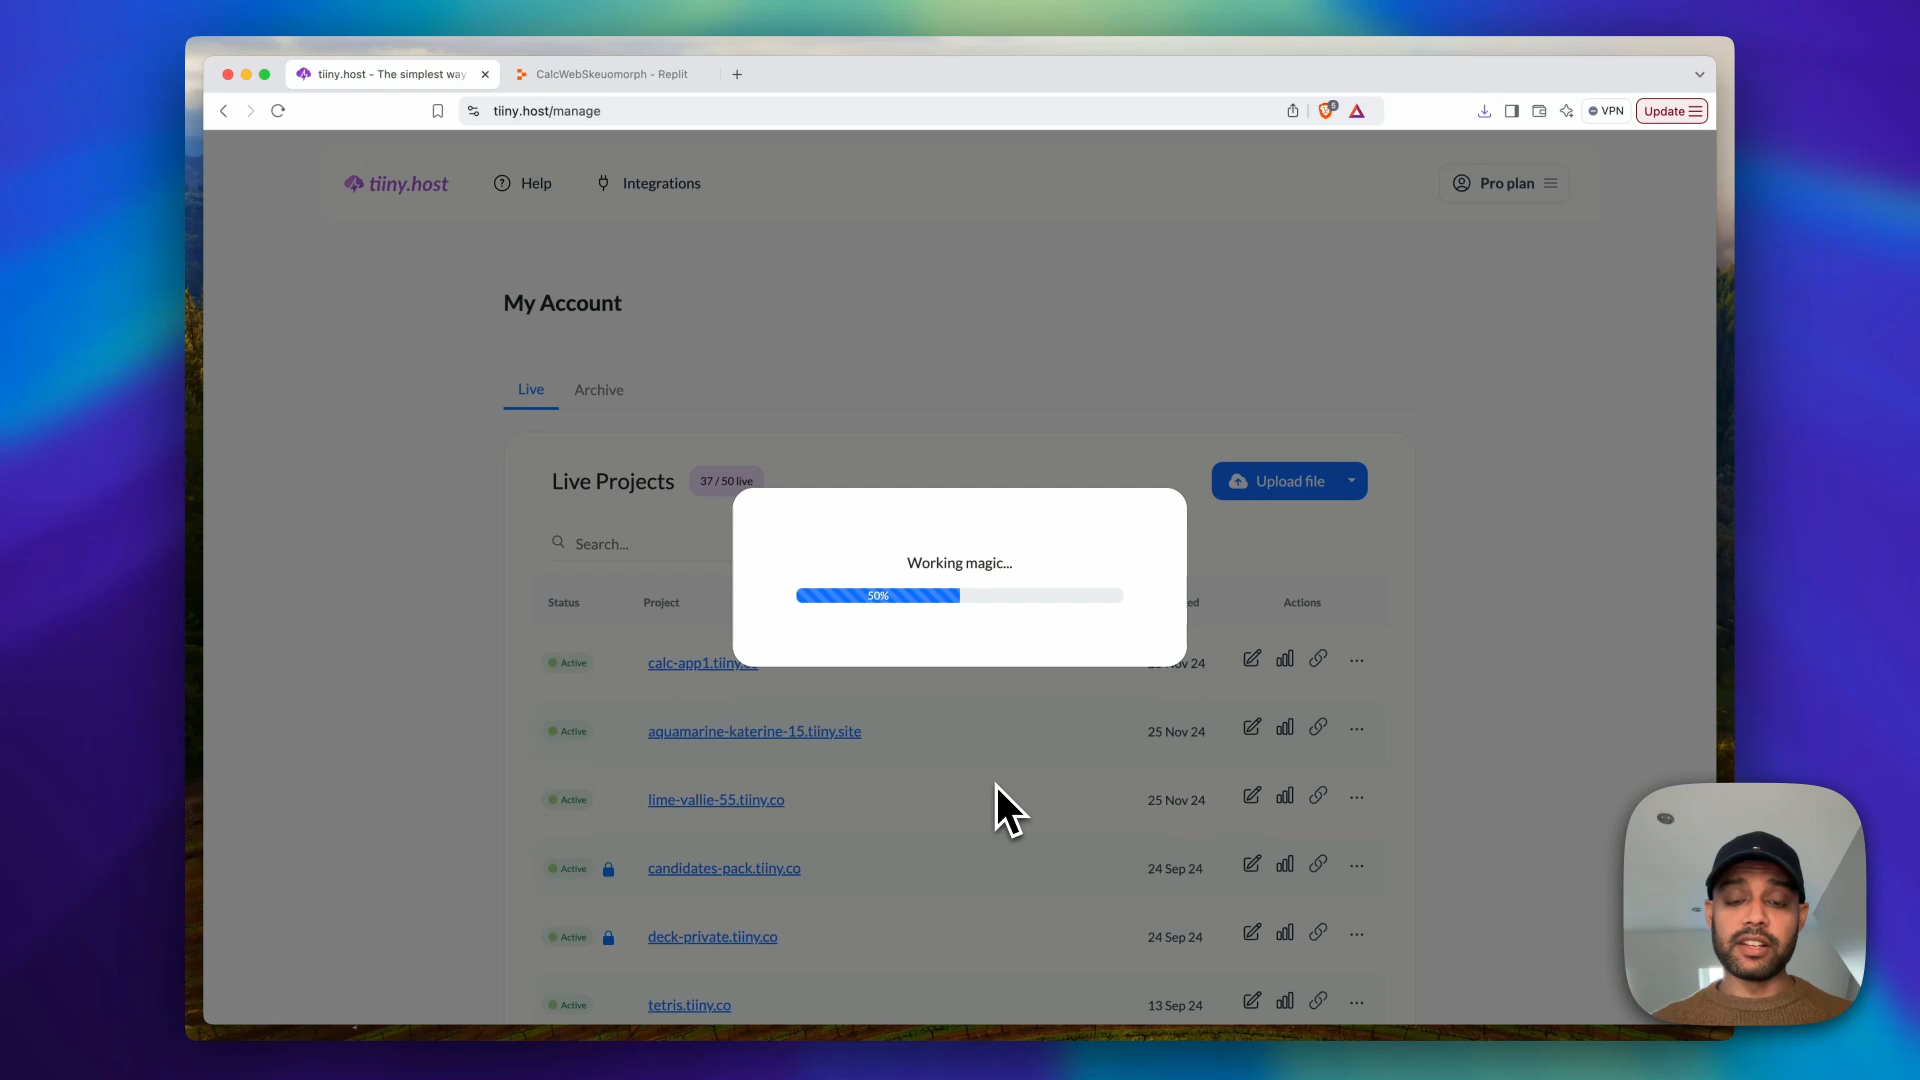 tiiny.host - The simplest way
CalcWebSkeuomorph - Replit
tiiny.host/manage
5
VPN
Update
tiiny.host
Help
Integrations
Pro plan
My Account
Live
Archive
Live Projects
37 / 50 live
Upload file
Search...
Working magic...
50%
Status
Project
ed
Actions
Active
calc-app1.tiiny.
Nov 24
Active
aquamarine-katerine-15.tiiny.site
25 Nov 24
Active
lime-vallie-55.tiiny.co
25 Nov 24
Active
candidates-pack.tiiny.co
24 Sep 24
Active
deck-private.tiiny.co
24 Sep 24
Active
tetris.tiiny.co
13 Sep 24